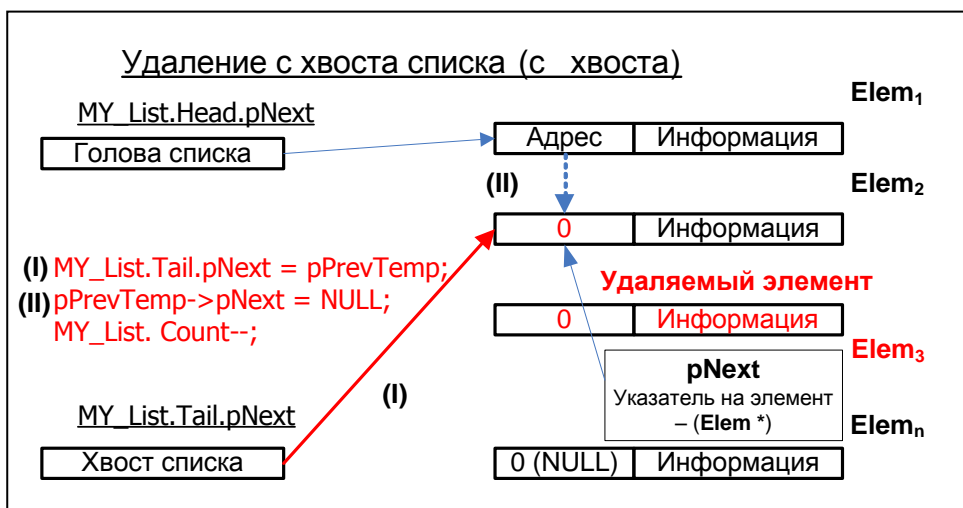 Удаление с хвоста списка (с хвоста)
MY_List.Head.pNext
Голова списка
Elem1
Адрес
Информация
(II)
Elem2
0
Информация
(I) MY_List.Tail.pNext = pPrevTemp;
(II) pPrevTemp->pNext = NULL;
MY_List. Count--;
Удаляемый элемент
0
Информация
Elem3
pNext
Указатель на элемент
– (Elem *)
(I)
MY_List.Tail.pNext
Хвост списка
Elemn
0 (NULL)
Информация